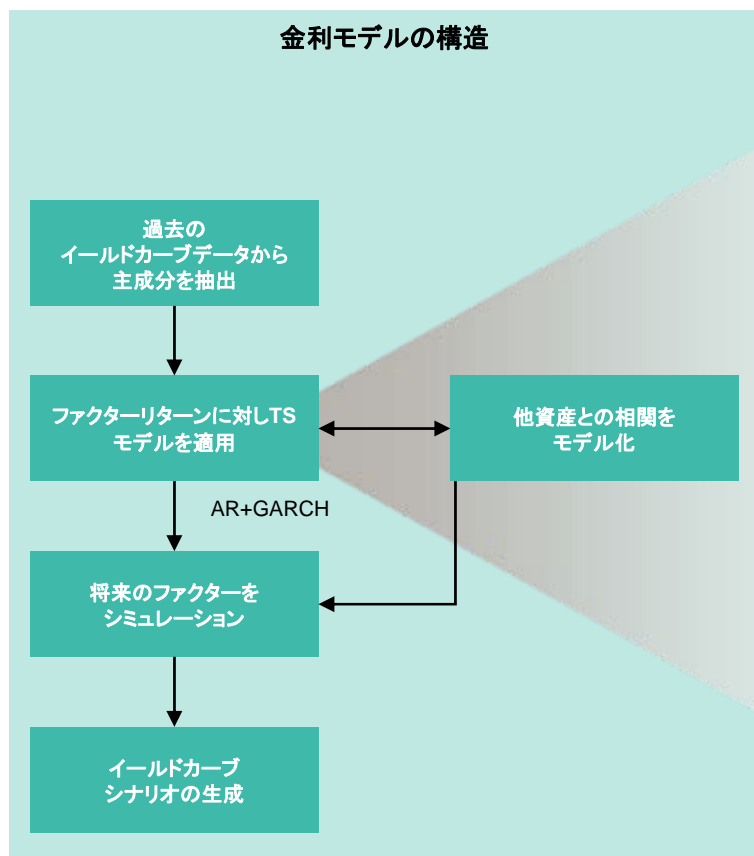 金利モデルの構造
過去の
イールドカーブデータから
主成分を抽出
ファクターリターンに対しTS
モデルを適用
他資産との相関を
モデル化
AR+GARCH
将来のファクターを
シミュレーション
イールドカーブ
シナリオの生成